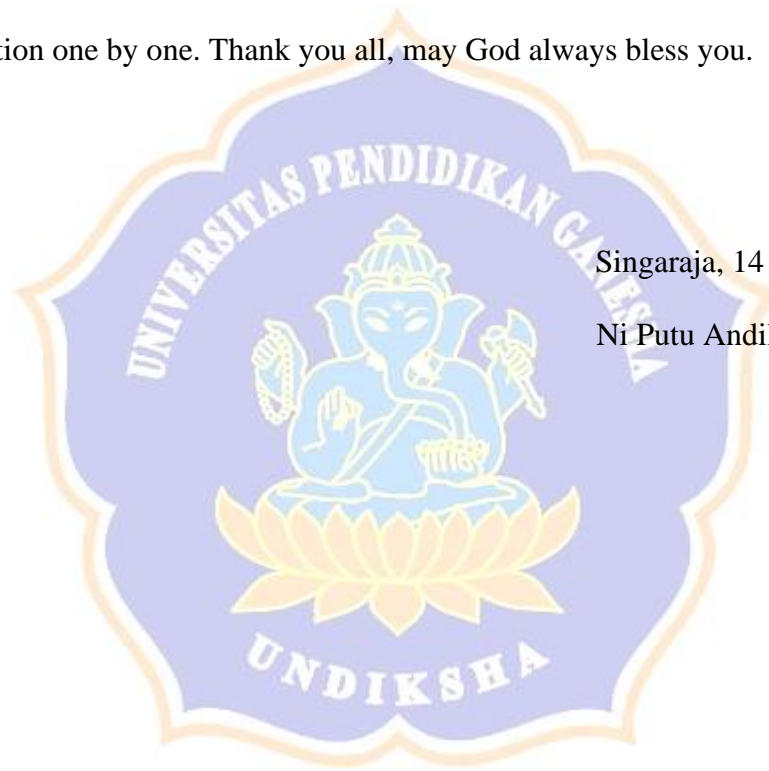 tion one by one. Thank you all, may God always bless you.
UNIVERSITAS PENDIDIKAN GANESHA
Singaraja, 14
Ni Putu Andi
UNDIKSHA